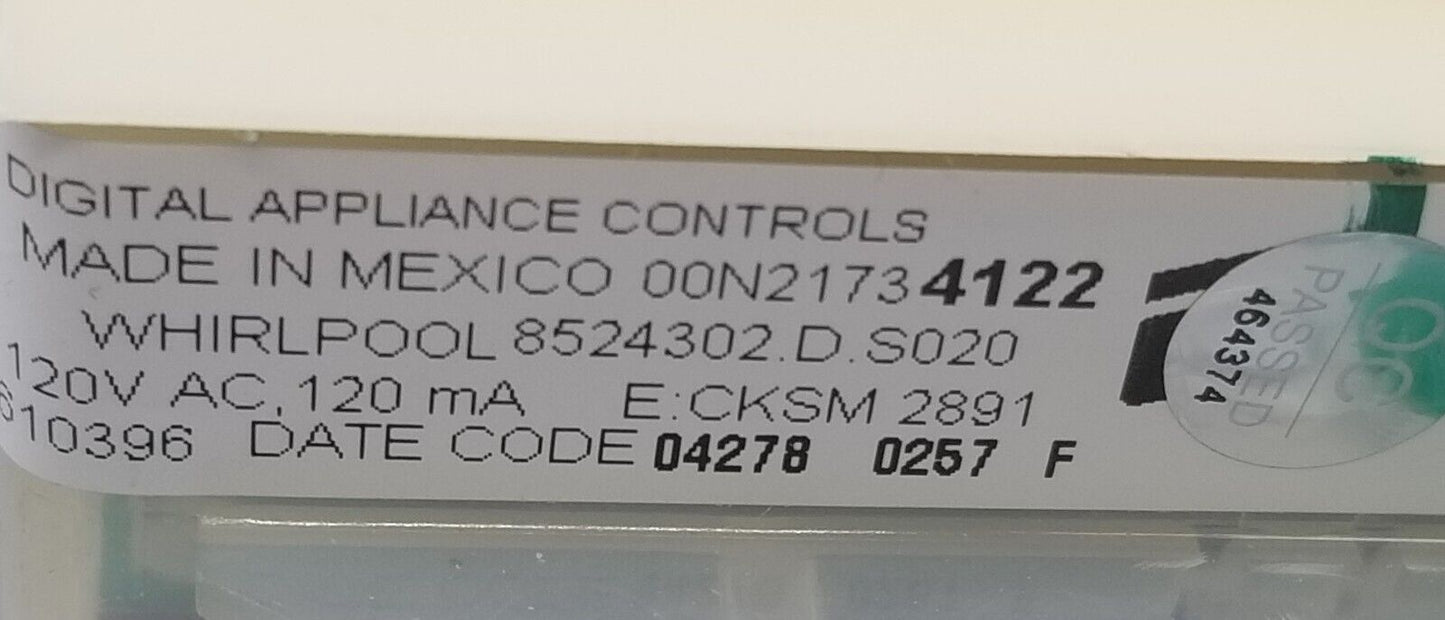 DIGITAL APPLIANCE CONTROLS
MADE IN MEXICO 00N21734122
WHIRLPOOL 8524302.D.S020
120V AC,120 mA E:CKSM 2891
610396 DATE CODE 04278 0257 F
QC
PASSED
464374